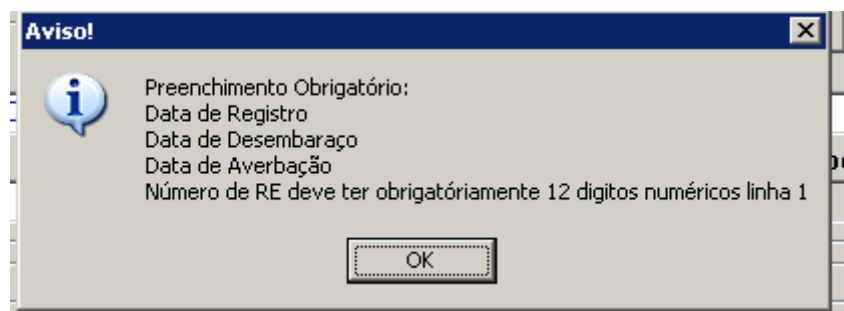 Aviso!
Preenchimento Obrigatório:
Data de Registro
Data de Desembaraço
Data de Averbação
Número de RE deve ter obrigatóriamente 12 digitos numéricos linha 1
OK